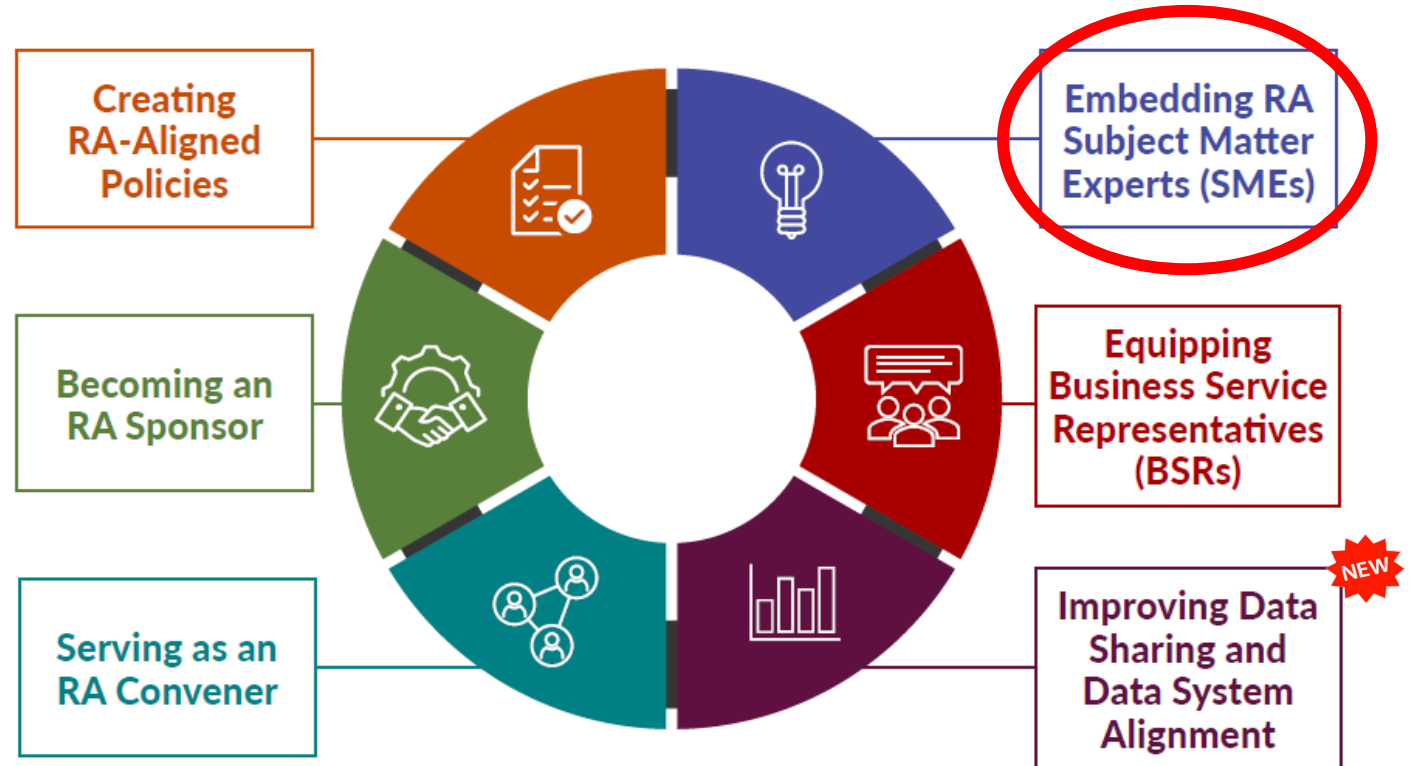 Creating
RA-Aligned
Policies
Embedding RA
Subject Matter
Experts (SMEs)
Becoming an
RA Sponsor
Equipping
Business Service
Representatives
(BSRs)
Serving as an
RA Convener
NEW
Improving Data
Sharing and
Data System
Alignment